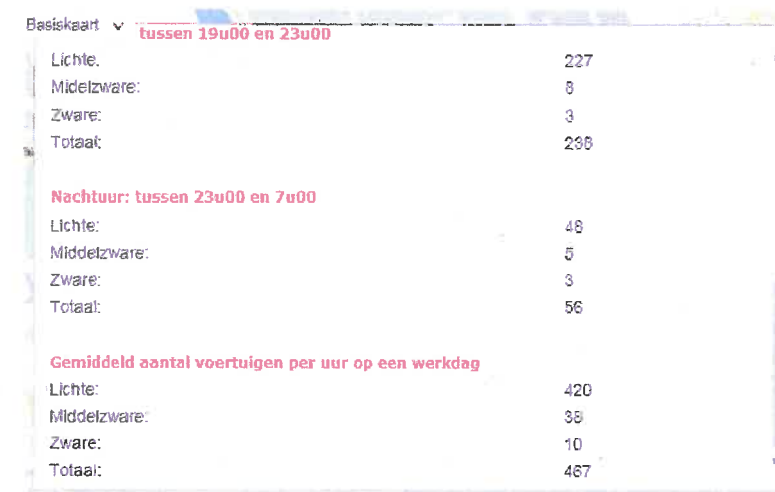 Basiskaart
tussen 19u00 en 23u00
Lichte: 227
Midelzware: 8
Zware: 3
Totaal: 238
Nachtuur: tussen 23u00 en 7u00
Lichte: 48
Middelzware: 5
Zware: 3
Totaal: 56
Gemiddeld aantal voertuigen per uur op een werkdag
Lichte: 420
Middelzware: 38
Zware: 10
Totaal: 467